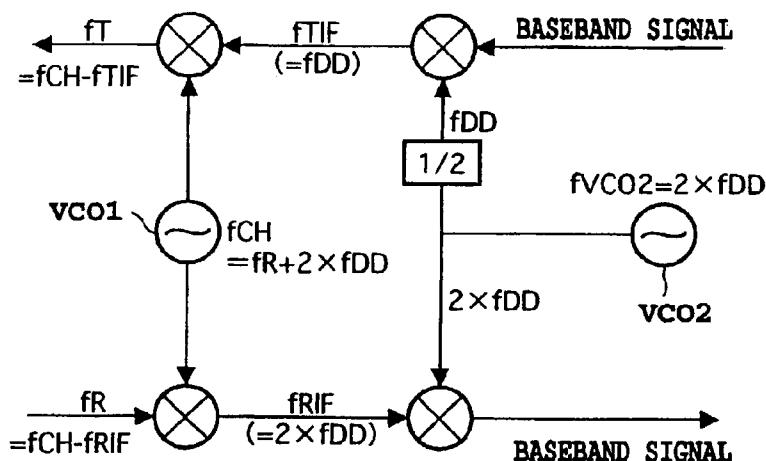 fT
=fCH-fTIF
fTIF
(=fDD)
BASEBAND SIGNAL
fDD
1/2
fVCO2=2×fDD
VCO1
fCH
=fR+2×fDD
2×fDD
VCO2
fR
=fCH-fRIF
fRIF
(=2×fDD)
BASEBAND SIGNAL